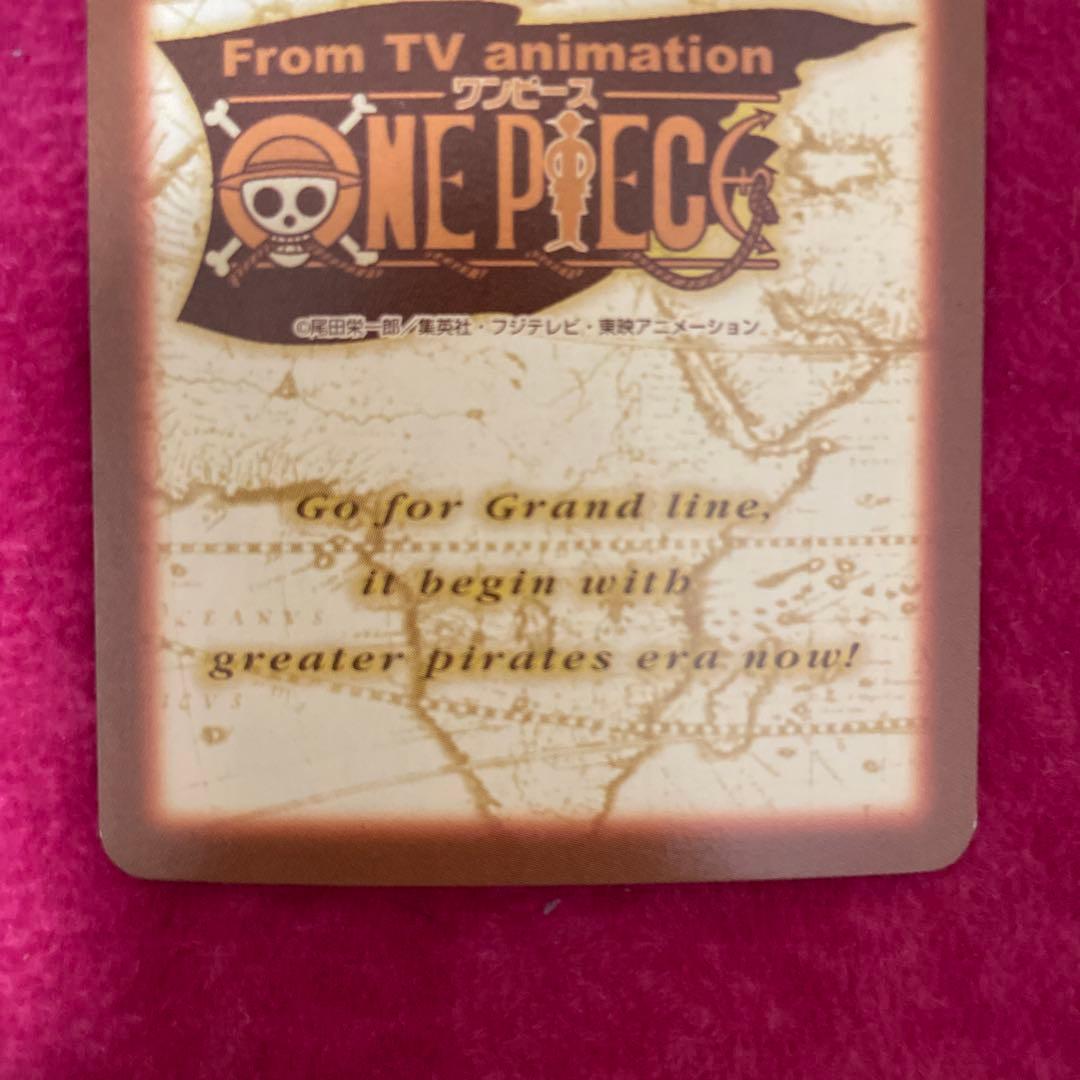 From TV animation
ワンピース
ONE PIECE
©尾田栄一郎／集英社・フジテレビ・東映アニメーション
Go for Grand line,
it begin with
greater pirates era now!